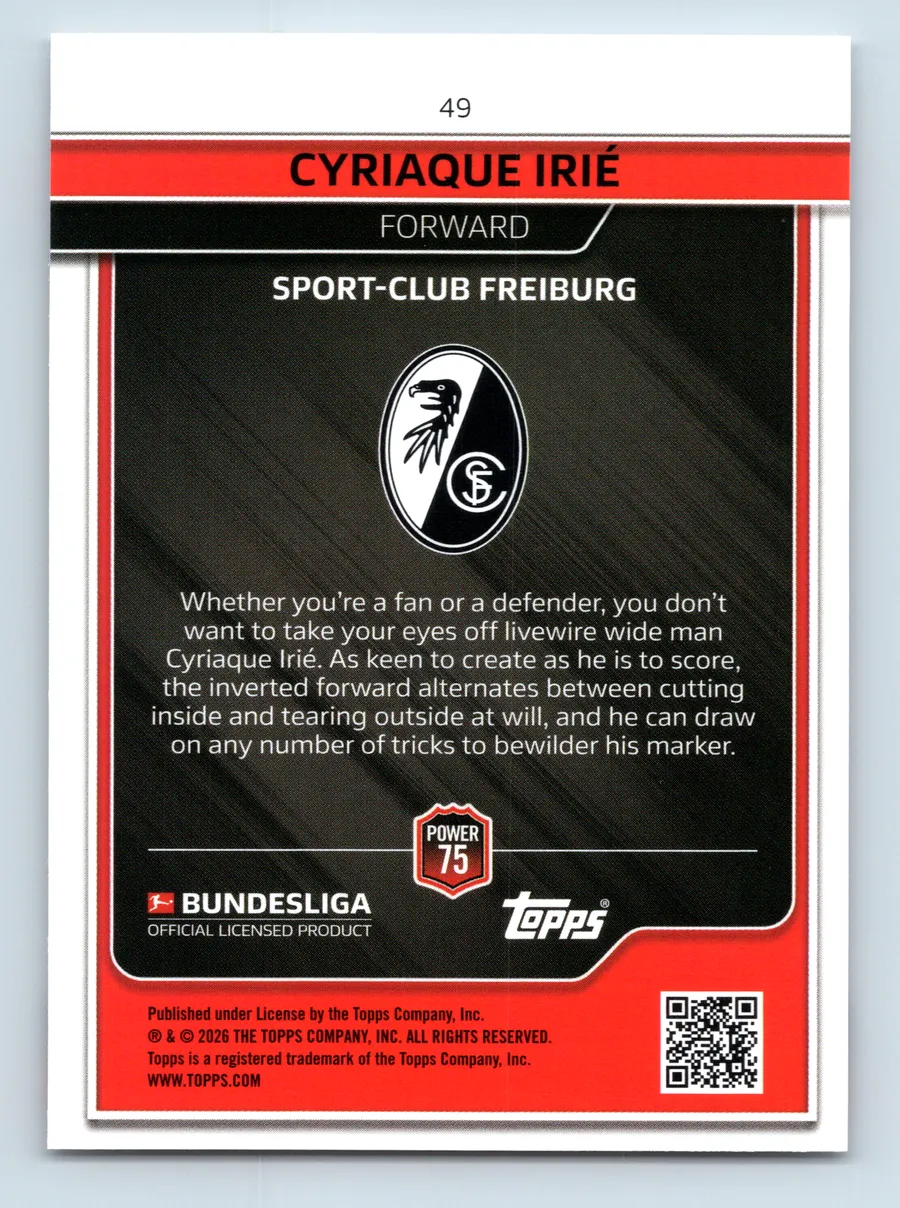 49
CYRIAQUE IRIÉ
FORWARD
SPORT-CLUB FREIBURG
SC F
Whether you're a fan or a defender, you don't
want to take your eyes off livewire wide man
Cyriaque Irié. As keen to create as he is to score,
the inverted forward alternates between cutting
inside and tearing outside at will, and he can draw
on any number of tricks to bewilder his marker.
POWER
75
BUNDESLIGA
OFFICIAL LICENSED PRODUCT
topps®
Published under License by the Topps Company, Inc.
® & © 2026 THE TOPPS COMPANY, INC. ALL RIGHTS RESERVED.
Topps is a registered trademark of the Topps Company, Inc.
WWW.TOPPS.COM